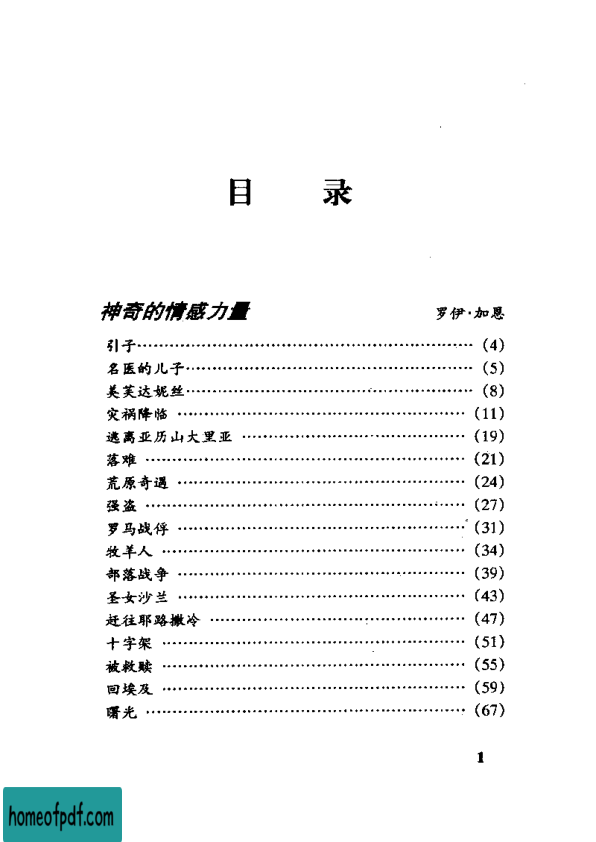 目 录
神奇的情感力量 罗伊·加恩
引子………………………………………………………(4)
名医的儿子………………………………………………(5)
美芙达妮丝………………………………………………(8)
灾祸降临………………………………………………(11)
逃离亚历山大里亚……………………………………(19)
落难……………………………………………………(21)
荒原奇遇………………………………………………(24)
强盗……………………………………………………(27)
罗马战俘………………………………………………(31)
牧羊人…………………………………………………(34)
部落战争………………………………………………(39)
圣女沙兰………………………………………………(43)
赶往耶路撒冷…………………………………………(47)
十字架…………………………………………………(51)
被救赎…………………………………………………(55)
回埃及…………………………………………………(59)
曙光……………………………………………………(67)
1
homeofpdf.com